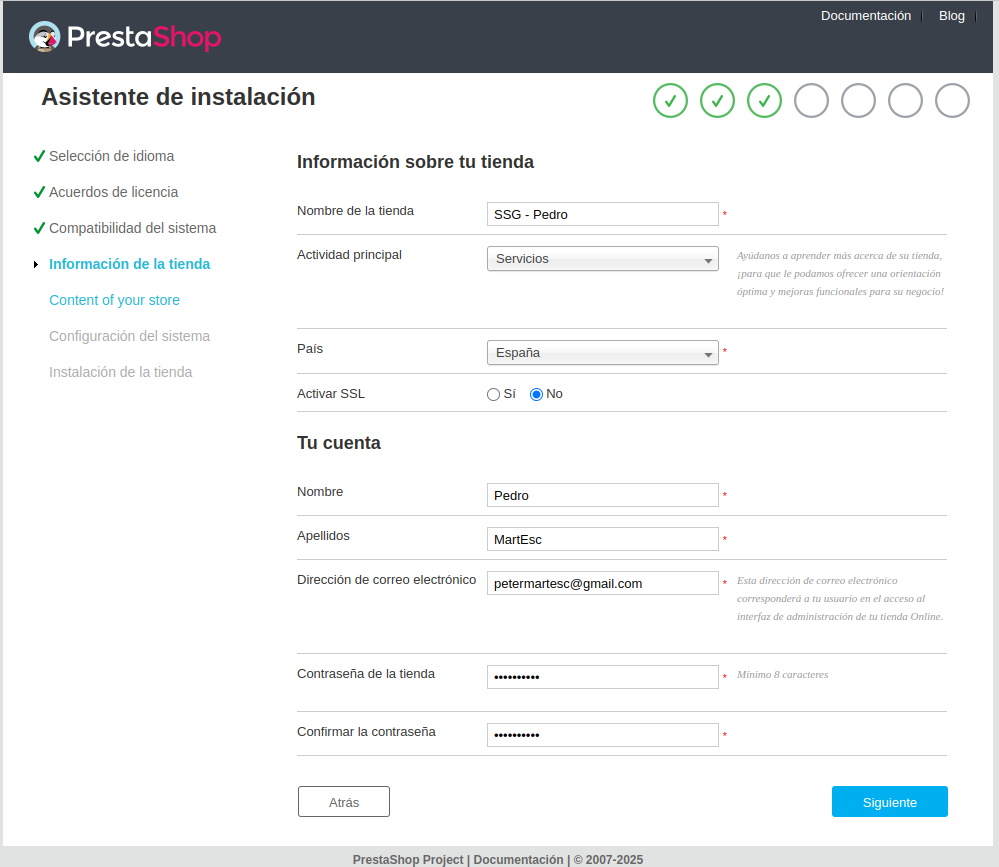 Documentación
Blog
PrestaShop
Asistente de instalación
Selección de idioma
Acuerdos de licencia
Compatibilidad del sistema
Información de la tienda
Content of your store
Configuración del sistema
Instalación de la tienda
Información sobre tu tienda
Nombre de la tienda SSG - Pedro *
Actividad principal Servicios
Ayúdanos a aprender más acerca de su tienda,
¡para que le podamos ofrecer una orientación
óptima y mejoras funcionales para su negocio!
País España *
Activar SSL Sí No
Tu cuenta
Nombre Pedro *
Apellidos MartEsc *
Dirección de correo electrónico petermartesc@gmail.com *
Esta dirección de correo electrónico
corresponderá a tu usuario en el acceso al
interfaz de administración de tu tienda Online.
Contraseña de la tienda •••••••••• * Mínimo 8 caracteres
Confirmar la contraseña •••••••••• *
Atrás Siguiente
PrestaShop Project | Documentación | © 2007-2025